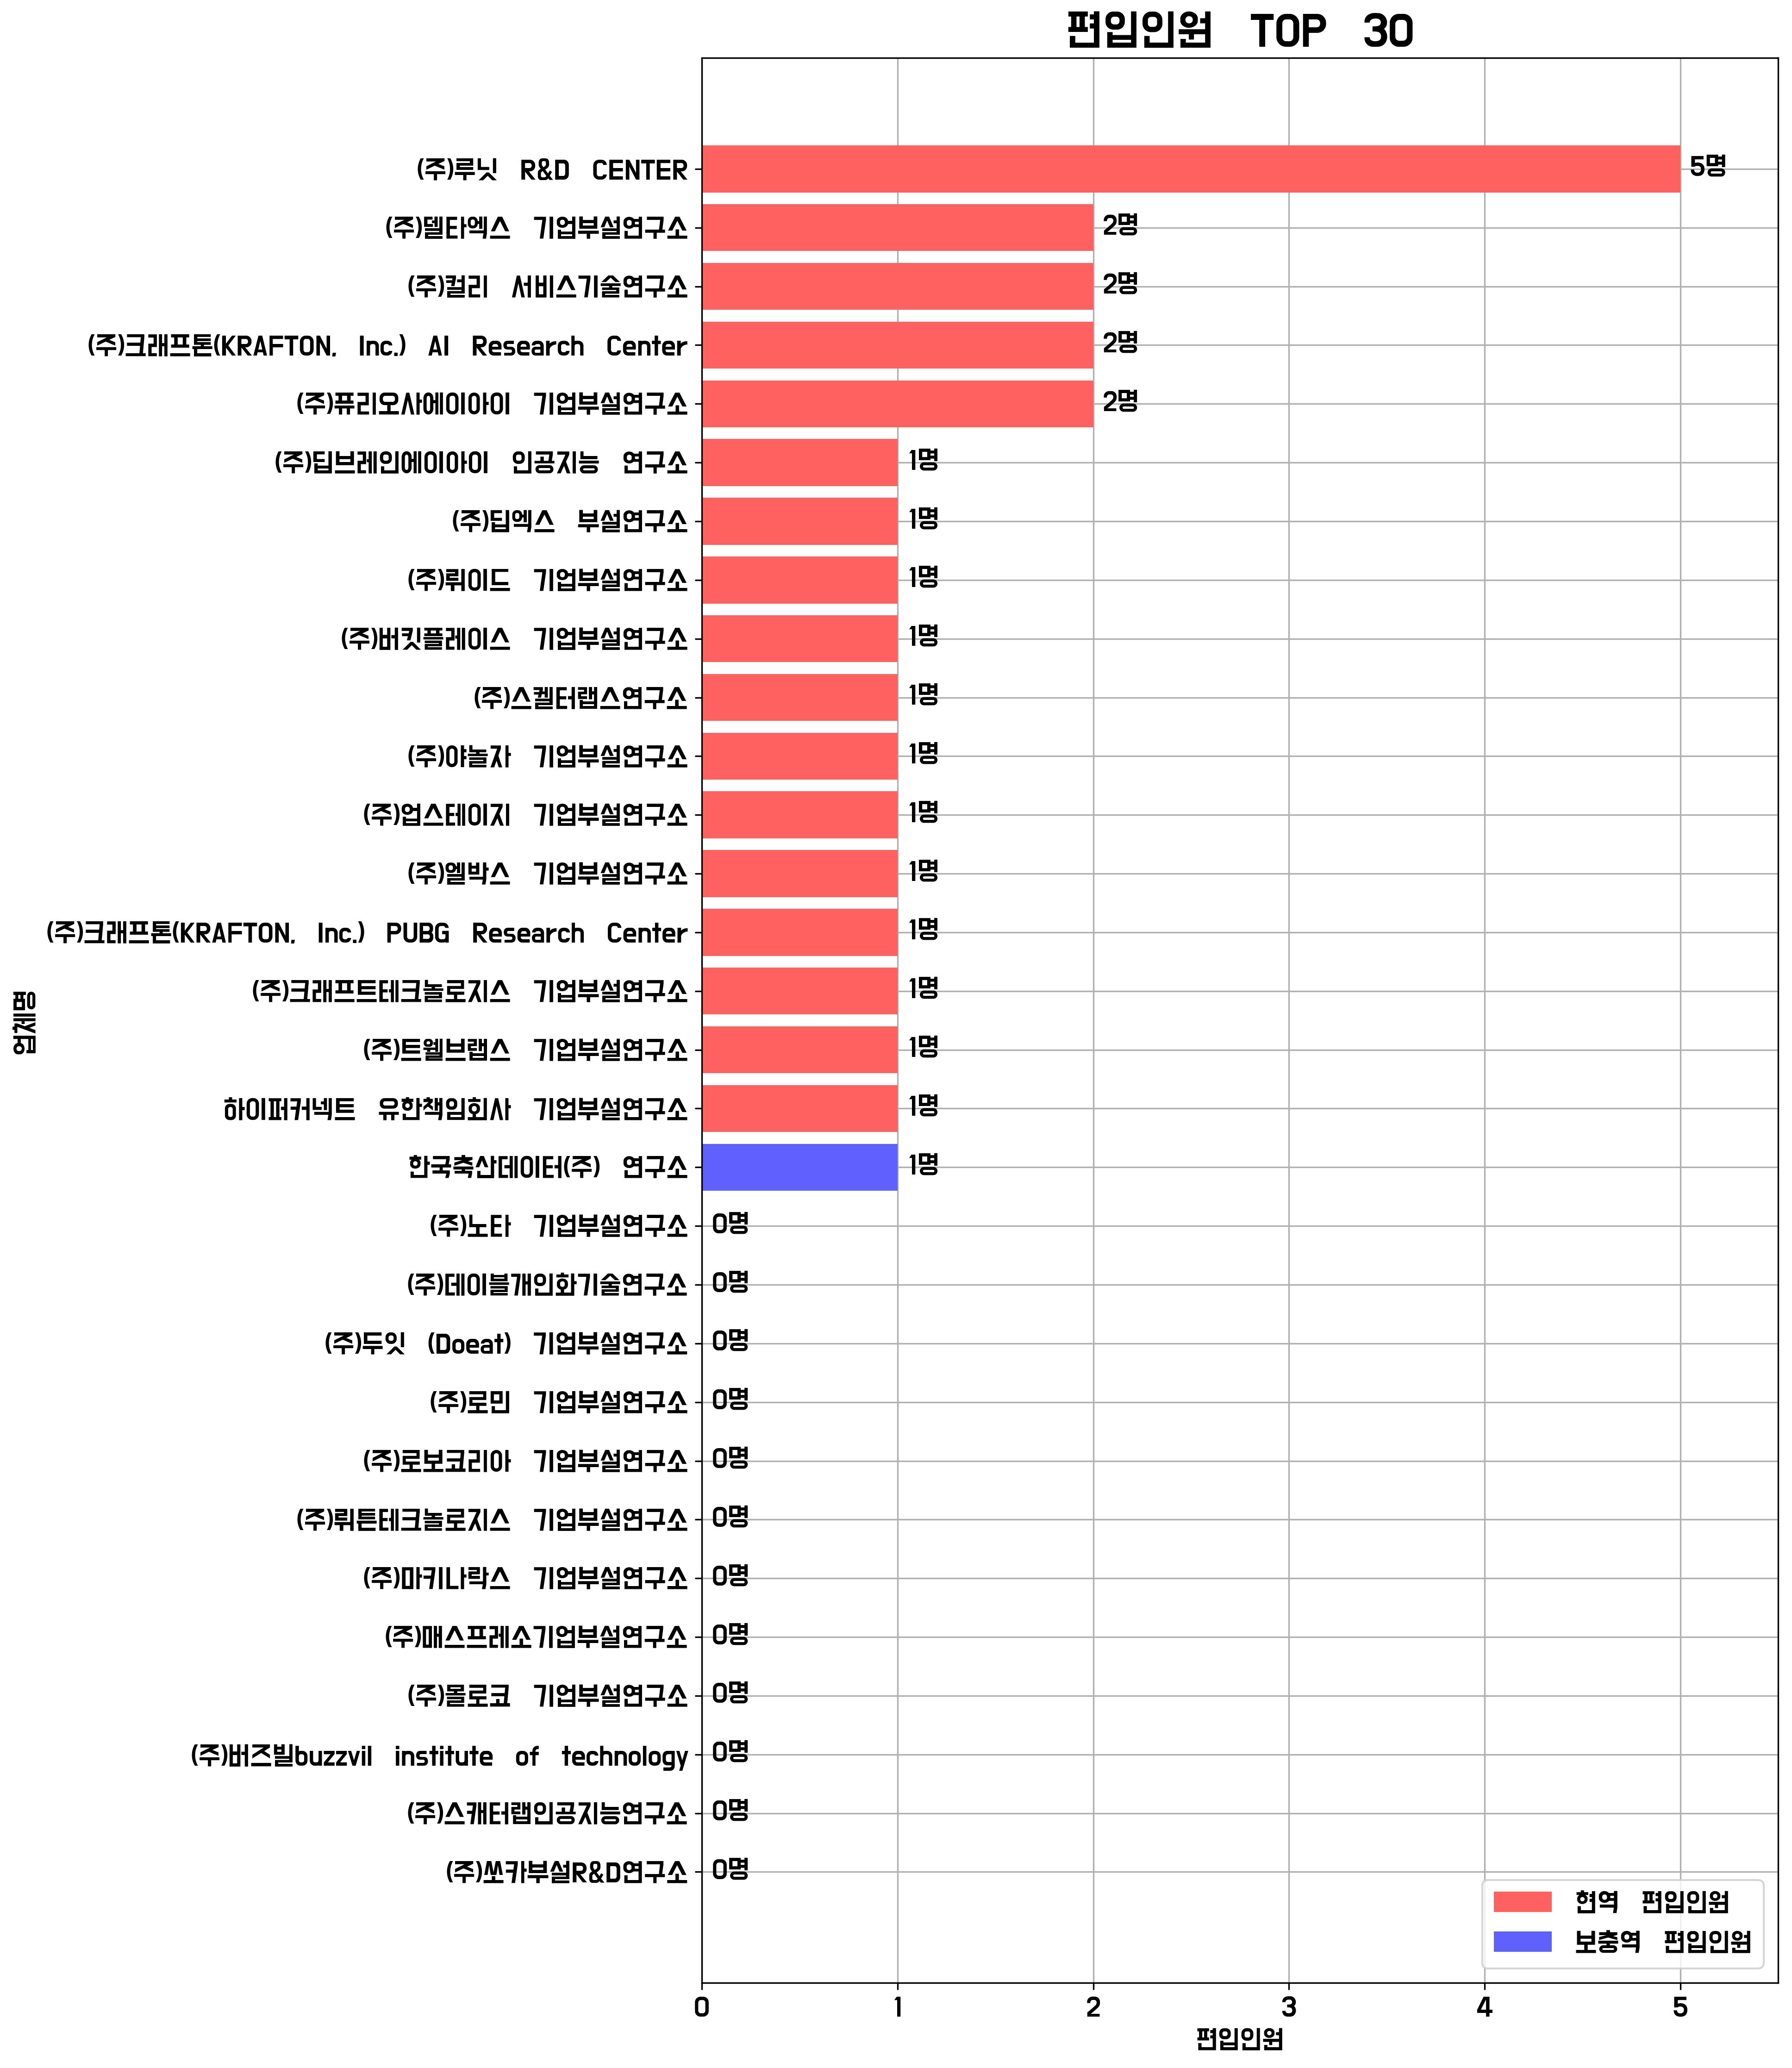 편입인원 TOP 30
(주)루닛 R&D CENTER 5명
(주)델타엑스 기업부설연구소 2명
(주)컬리 서비스기술연구소 2명
(주)크래프톤(KRAFTON, Inc.) AI Research Center 2명
(주)퓨리오사에이아이 기업부설연구소 2명
(주)딥브레인에이아이 인공지능 연구소 1명
(주)딥엑스 부설연구소 1명
(주)뤼이드 기업부설연구소 1명
(주)버킷플레이스 기업부설연구소 1명
(주)스켈터랩스연구소 1명
(주)야놀자 기업부설연구소 1명
(주)업스테이지 기업부설연구소 1명
(주)엘박스 기업부설연구소 1명
(주)크래프톤(KRAFTON, Inc.) PUBG Research Center 1명
(주)크래프트테크놀로지스 기업부설연구소 1명
(주)트웰브랩스 기업부설연구소 1명
하이퍼커넥트 유한책임회사 기업부설연구소 1명
한국축산데이터(주) 연구소 1명
(주)노타 기업부설연구소 0명
(주)데이블개인화기술연구소 0명
(주)두잇 (Doeat) 기업부설연구소 0명
(주)로민 기업부설연구소 0명
(주)로보코리아 기업부설연구소 0명
(주)뤼튼테크놀로지스 기업부설연구소 0명
(주)마키나락스 기업부설연구소 0명
(주)매스프레소기업부설연구소 0명
(주)몰로코 기업부설연구소 0명
(주)버즈빌buzzvil institute of technology 0명
(주)스캐터랩인공지능연구소 0명
(주)쏘카부설R&D연구소 0명
업체명
현역 편입인원
보충역 편입인원
0 1 2 3 4 5
편입인원